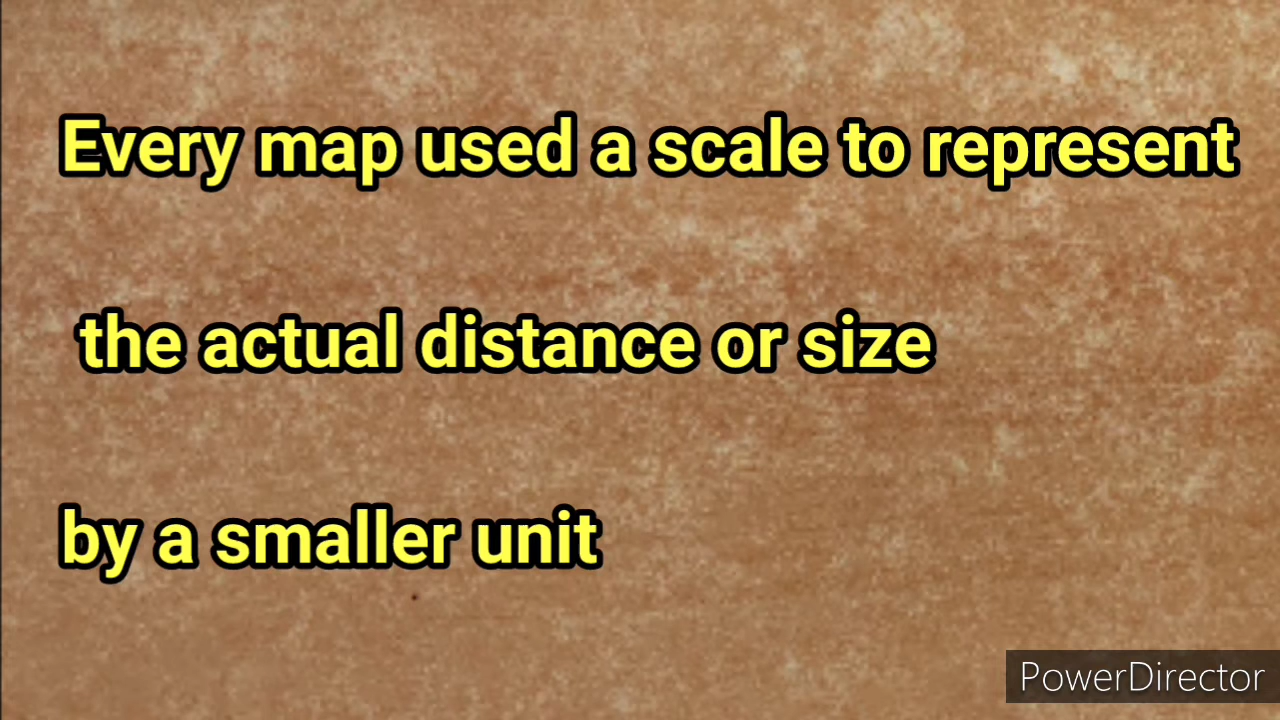 Every map used a scale to represent
the actual distance or size
by a smaller unit
PowerDirector